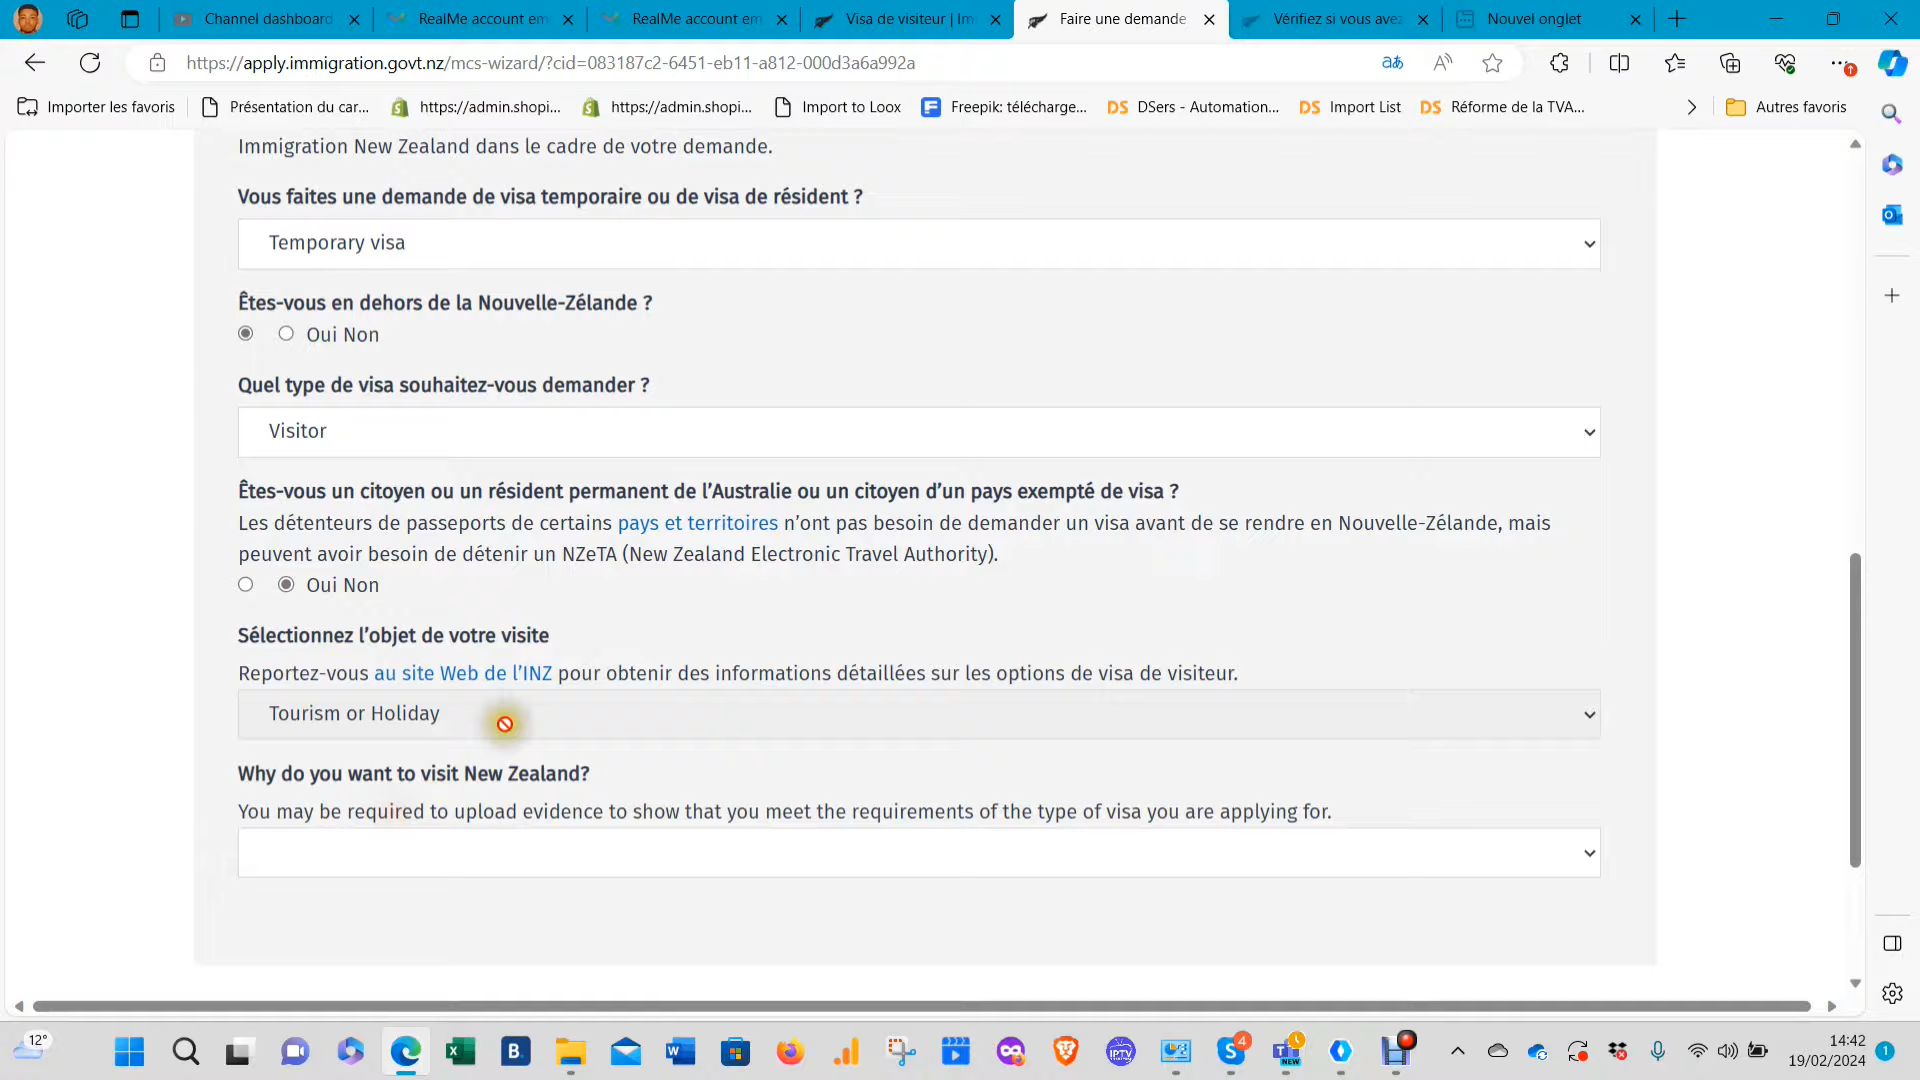 Channel dashboard
RealMe account em
RealMe account em
Visa de visiteur | Im
Faire une demande
Vérifiez si vous avez
Nouvel onglet
https://apply.immigration.govt.nz/mcs-wizard/?cid=083187c2-6451-eb11-a812-000d3a6a992a
aあ
Importer les favoris
Présentation du car...
https://admin.shopi...
https://admin.shopi...
Import to Loox
Freepik: télécharge...
DS DSers - Automation...
DS Import List
DS Réforme de la TVA...
Autres favoris
Immigration New Zealand dans le cadre de votre demande.
Vous faites une demande de visa temporaire ou de visa de résident ?
Temporary visa
Êtes-vous en dehors de la Nouvelle-Zélande ?
Oui Non
Quel type de visa souhaitez-vous demander ?
Visitor
Êtes-vous un citoyen ou un résident permanent de l'Australie ou un citoyen d'un pays exempté de visa ?
Les détenteurs de passeports de certains pays et territoires n'ont pas besoin de demander un visa avant de se rendre en Nouvelle-Zélande, mais
peuvent avoir besoin de détenir un NZeTA (New Zealand Electronic Travel Authority).
Oui Non
Sélectionnez l'objet de votre visite
Reportez-vous au site Web de l'INZ pour obtenir des informations détaillées sur les options de visa de visiteur.
Tourism or Holiday
Why do you want to visit New Zealand?
You may be required to upload evidence to show that you meet the requirements of the type of visa you are applying for.
12°
B.
IPTV
4
NEW
14:42
19/02/2024
1